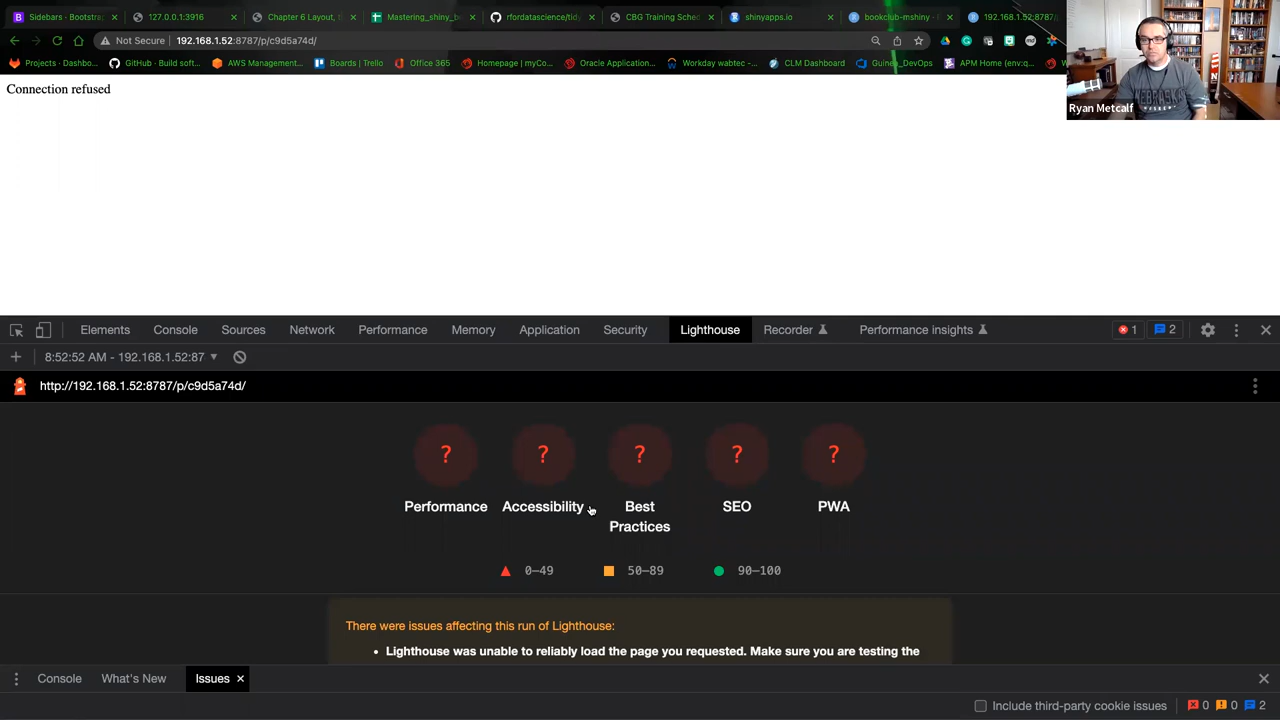 Sidebars - Bootstra
127.0.0.1:3916
Chapter 6 Layout, t
Mastering_shiny_b
rfordatascience/tid
CBG Training Sched
shinyapps.io
bookclub-mshiny -
192.168.1.52:8787/
Not Secure 192.168.1.52:8787/p/c9d5a74d/
Projects - Dashbo...
GitHub - Build soft...
AWS Management...
Boards | Trello
Office 365
Homepage | myCo...
Oracle Application...
Workday wabtec -...
CLM Dashboard
Guinea_DevOps
APM Home (env:q...
Ryan Metcalf
Connection refused
Elements Console Sources Network Performance Memory Application Security Lighthouse Recorder Performance insights 1 2
8:52:52 AM - 192.168.1.52:87
http://192.168.1.52:8787/p/c9d5a74d/
? ? ? ? ?
Performance Accessibility Best Practices SEO PWA
0–49 50–89 90–100
There were issues affecting this run of Lighthouse:
• Lighthouse was unable to reliably load the page you requested. Make sure you are testing the
Console What's New Issues
Include third-party cookie issues 0 0 2